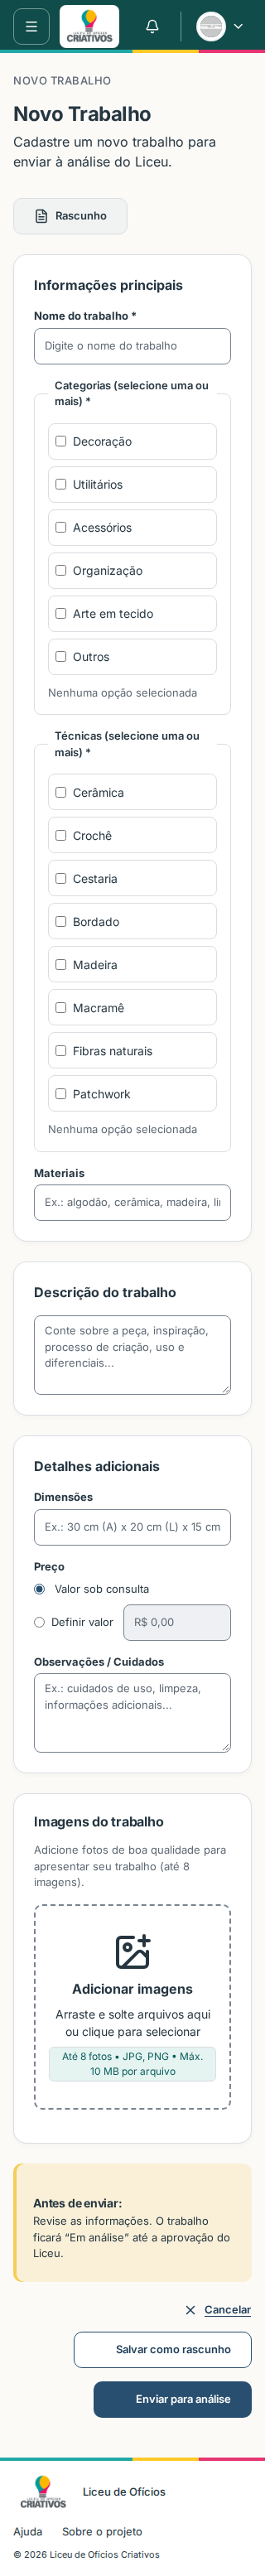 CRIATIVOS
NOVO TRABALHO
Novo Trabalho
Cadastre um novo trabalho para
enviar à análise do Liceu.
Rascunho
Informações principais
Nome do trabalho *
Digite o nome do trabalho
Categorias (selecione uma ou
mais) *
Decoração
Utilitários
Acessórios
Organização
Arte em tecido
Outros
Nenhuma opção selecionada
Técnicas (selecione uma ou
mais) *
Cerâmica
Crochê
Cestaria
Bordado
Madeira
Macramê
Fibras naturais
Patchwork
Nenhuma opção selecionada
Materiais
Ex.: algodão, cerâmica, madeira, lin
Descrição do trabalho
Conte sobre a peça, inspiração,
processo de criação, uso e
diferenciais...
Detalhes adicionais
Dimensões
Ex.: 30 cm (A) x 20 cm (L) x 15 cm
Preço
Valor sob consulta
Definir valor
R$ 0,00
Observações / Cuidados
Ex.: cuidados de uso, limpeza,
informações adicionais...
Imagens do trabalho
Adicione fotos de boa qualidade para
apresentar seu trabalho (até 8
imagens).
Adicionar imagens
Arraste e solte arquivos aqui
ou clique para selecionar
Até 8 fotos • JPG, PNG • Máx.
10 MB por arquivo
Antes de enviar:
Revise as informações. O trabalho
ficará “Em análise” até a aprovação do
Liceu.
Cancelar
Salvar como rascunho
Enviar para análise
CRIATIVOS
Liceu de Ofícios
Ajuda
Sobre o projeto
© 2026 Liceu de Ofícios Criativos